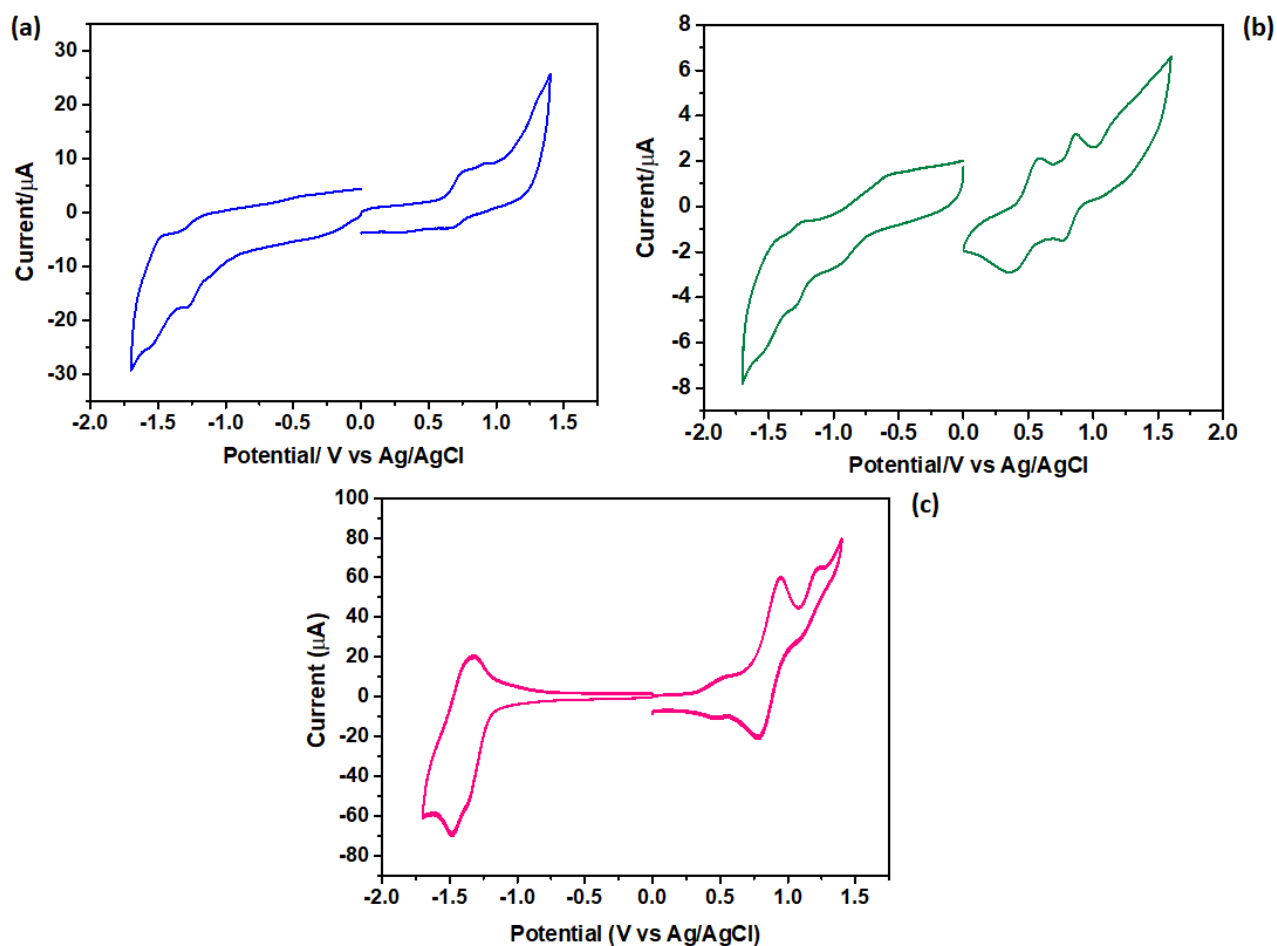 (a)
30
20
10
0
-10
-20
-30
Current/μA
-2.0 -1.5 -1.0 -0.5 0.0 0.5 1.0 1.5
Potential/ V vs Ag/AgCl
(b)
8
6
4
2
0
-2
-4
-6
-8
Current/μA
-2.0 -1.5 -1.0 -0.5 0.0 0.5 1.0 1.5 2.0
Potential/V vs Ag/AgCl
(c)
100
80
60
40
20
0
-20
-40
-60
-80
Current (μA)
-2.0 -1.5 -1.0 -0.5 0.0 0.5 1.0 1.5
Potential (V vs Ag/AgCl)